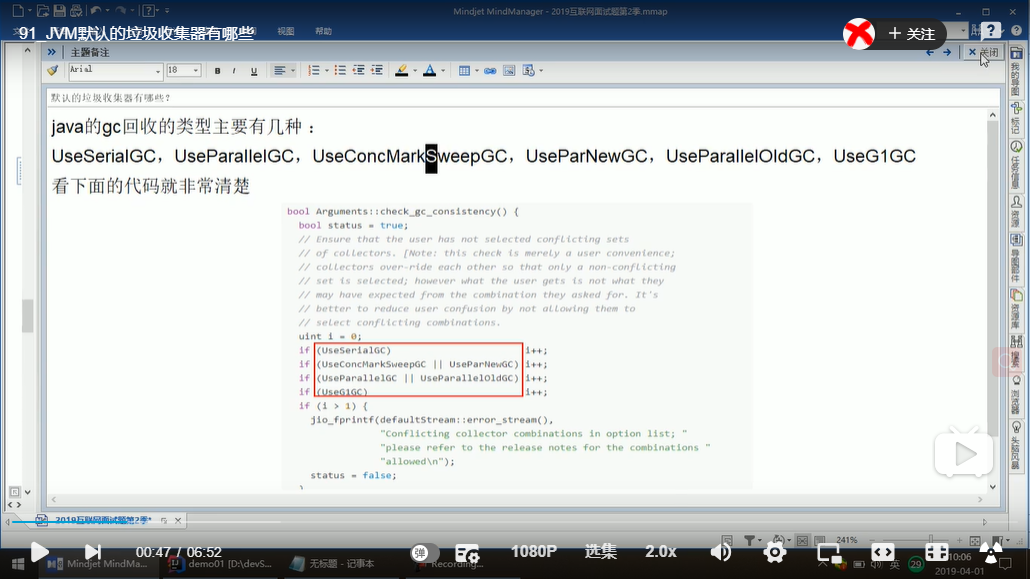 Mindjet MindManager - 2019互联网面试题第2季.mmap
91_JVM默认的垃圾收集器有哪些
视图
帮助
关注
主题备注
关闭
Arial
18
B I U
默认的垃圾收集器有哪些?
java的gc回收的类型主要有几种：
UseSerialGC，UseParallelGC，UseConcMarkSweepGC，UseParNewGC，UseParallelOldGC，UseG1GC
看下面的代码就非常清楚
bool Arguments::check_gc_consistency() {
bool status = true;
// Ensure that the user has not selected conflicting sets
// of collectors. [Note: this check is merely a user convenience;
// collectors over-ride each other so that only a non-conflicting
// set is selected; however what the user gets is not what they
// may have expected from the combination they asked for. It's
// better to reduce user confusion by not allowing them to
// select conflicting combinations.
uint i = 0;
if (UseSerialGC) i++;
if (UseConcMarkSweepGC || UseParNewGC) i++;
if (UseParallelGC || UseParallelOldGC) i++;
if (UseG1GC) i++;
if (i > 1) {
jio_fprintf(defaultStream::error_stream(),
"Conflicting collector combinations in option list; "
"please refer to the release notes for the combinations "
"allowed\n");
status = false;
}
我的导图
标记
任务信息
资源
导图部件
资源库
搜索
浏览器
头脑风暴
2019互联网面试题第2季*
241%
00:47 / 06:52
弹
1080P
选集
2.0x
Mindjet MindMa...
demo01 [D:\devS...
无标题 - 记事本
Recording...
英
29
10:06
2019-04-01